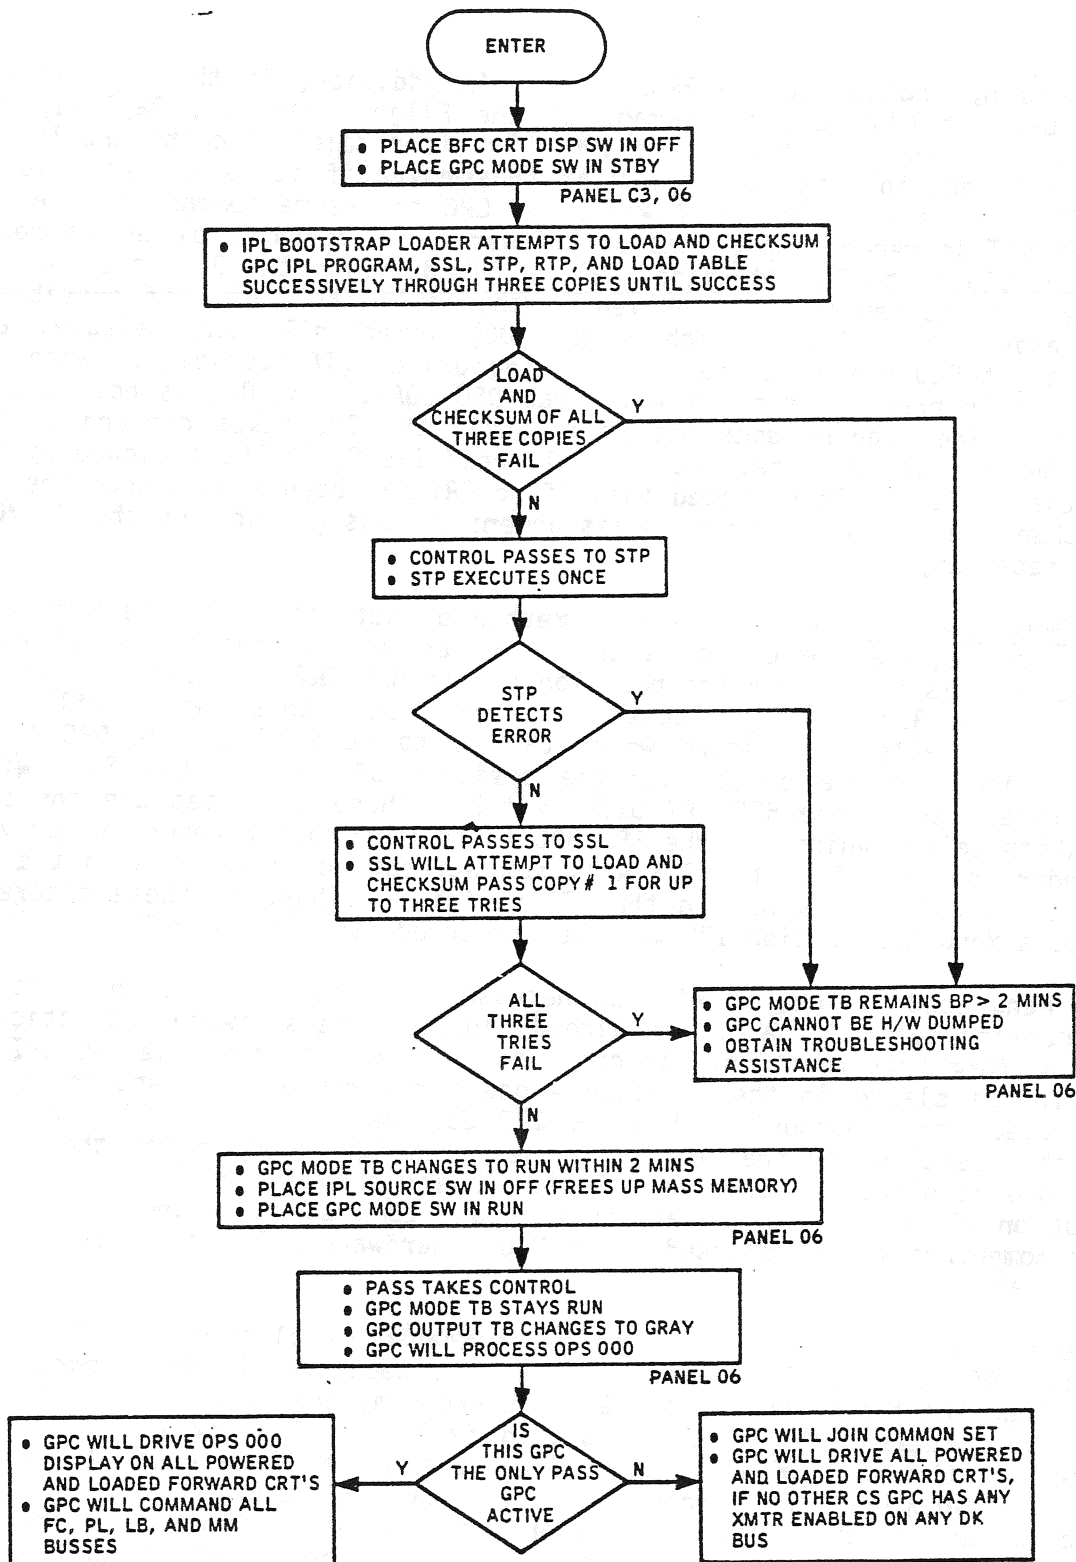 ENTER
• PLACE BFC CRT DISP SW IN OFF
• PLACE GPC MODE SW IN STBY
PANEL C3, O6
• IPL BOOTSTRAP LOADER ATTEMPTS TO LOAD AND CHECKSUM
GPC IPL PROGRAM, SSL, STP, RTP, AND LOAD TABLE
SUCCESSIVELY THROUGH THREE COPIES UNTIL SUCCESS
LOAD
AND
CHECKSUM OF ALL
THREE COPIES
FAIL
Y
N
• CONTROL PASSES TO STP
• STP EXECUTES ONCE
STP
DETECTS
ERROR
Y
N
• CONTROL PASSES TO SSL
• SSL WILL ATTEMPT TO LOAD AND
CHECKSUM PASS COPY # 1 FOR UP
TO THREE TRIES
ALL
THREE
TRIES
FAIL
Y
N
• GPC MODE TB REMAINS BP > 2 MINS
• GPC CANNOT BE H/W DUMPED
• OBTAIN TROUBLESHOOTING
ASSISTANCE
PANEL O6
• GPC MODE TB CHANGES TO RUN WITHIN 2 MINS
• PLACE IPL SOURCE SW IN OFF (FREES UP MASS MEMORY)
• PLACE GPC MODE SW IN RUN
PANEL O6
• PASS TAKES CONTROL
• GPC MODE TB STAYS RUN
• GPC OUTPUT TB CHANGES TO GRAY
• GPC WILL PROCESS OPS 000
PANEL O6
IS
THIS GPC
THE ONLY PASS
GPC
ACTIVE
Y
N
• GPC WILL DRIVE OPS 000
DISPLAY ON ALL POWERED
AND LOADED FORWARD CRT'S
• GPC WILL COMMAND ALL
FC, PL, LB, AND MM
BUSSES
• GPC WILL JOIN COMMON SET
• GPC WILL DRIVE ALL POWERED
AND LOADED FORWARD CRT'S,
IF NO OTHER CS GPC HAS ANY
XMTR ENABLED ON ANY DK
BUS